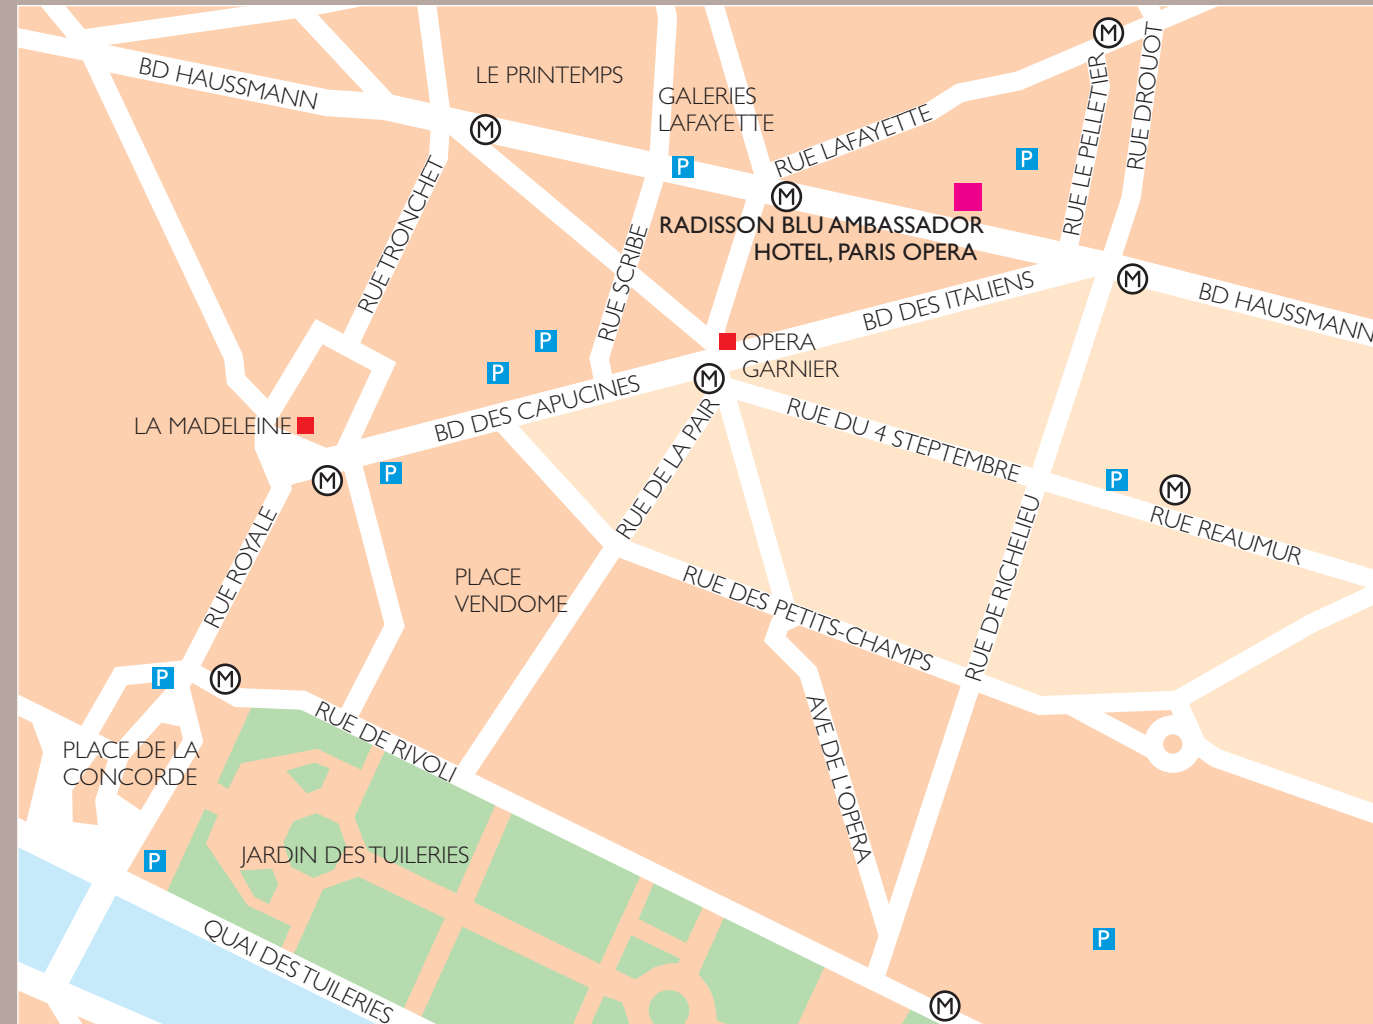 BD HAUSSMANN
LE PRINTEMPS
GALERIES
LAFAYETTE
RUE LAFAYETTE
RUE LE PELLETIER
RUE DROUOT
M
M
M
M
P
P
RUE TRONCHET
RUE SCRIBE
RADISSON BLU AMBASSADOR
HOTEL, PARIS OPERA
BD DES ITALIENS
BD HAUSSMANN
P
P
OPERA
GARNIER
M
BD DES CAPUCINES
LA MADELEINE
M
P
RUE DE LA PAIR
RUE DU 4 STEPTEMBRE
P
M
RUE REAUMUR
RUE ROYALE
PLACE
VENDOME
RUE DES PETITS-CHAMPS
RUE DE RICHELIEU
P
M
RUE DE RIVOLI
AVE DE L'OPERA
PLACE DE LA
CONCORDE
P
JARDIN DES TUILERIES
QUAI DES TUILERIES
P
M